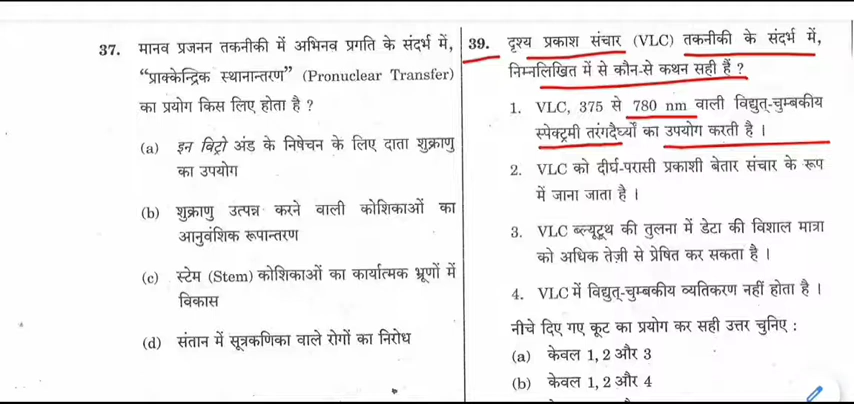 37. मानव प्रजनन तकनीकी में अभिनव प्रगति के संदर्भ में,
“प्राक्केन्द्रिक स्थानान्तरण” (Pronuclear Transfer)
का प्रयोग किस लिए होता है ?
(a) इन विट्रो अंड के निषेचन के लिए दाता शुक्राणु
का उपयोग
(b) शुक्राणु उत्पन्न करने वाली कोशिकाओं का
आनुवंशिक रूपान्तरण
(c) स्टेम (Stem) कोशिकाओं का कार्यात्मक भ्रूणों में
विकास
(d) संतान में सूत्रकणिका वाले रोगों का निरोध
39. दृश्य प्रकाश संचार (VLC) तकनीकी के संदर्भ में,
निम्नलिखित में से कौन-से कथन सही हैं ?
1. VLC, 375 से 780 nm वाली विद्युत्-चुम्बकीय
स्पेक्ट्रमी तरंगदैर्घ्यों का उपयोग करती है ।
2. VLC को दीर्घ-परासी प्रकाशी बेतार संचार के रूप
में जाना जाता है ।
3. VLC ब्ल्यूटूथ की तुलना में डेटा की विशाल मात्रा
को अधिक तेज़ी से प्रेषित कर सकता है ।
4. VLC में विद्युत्-चुम्बकीय व्यतिकरण नहीं होता है ।
नीचे दिए गए कूट का प्रयोग कर सही उत्तर चुनिए :
(a) केवल 1, 2 और 3
(b) केवल 1, 2 और 4